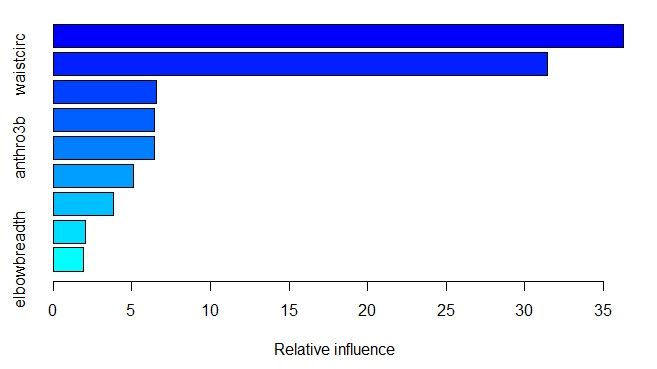 waistcirc
anthro3b
elbowbreadth
0 5 10 15 20 25 30 35
Relative influence